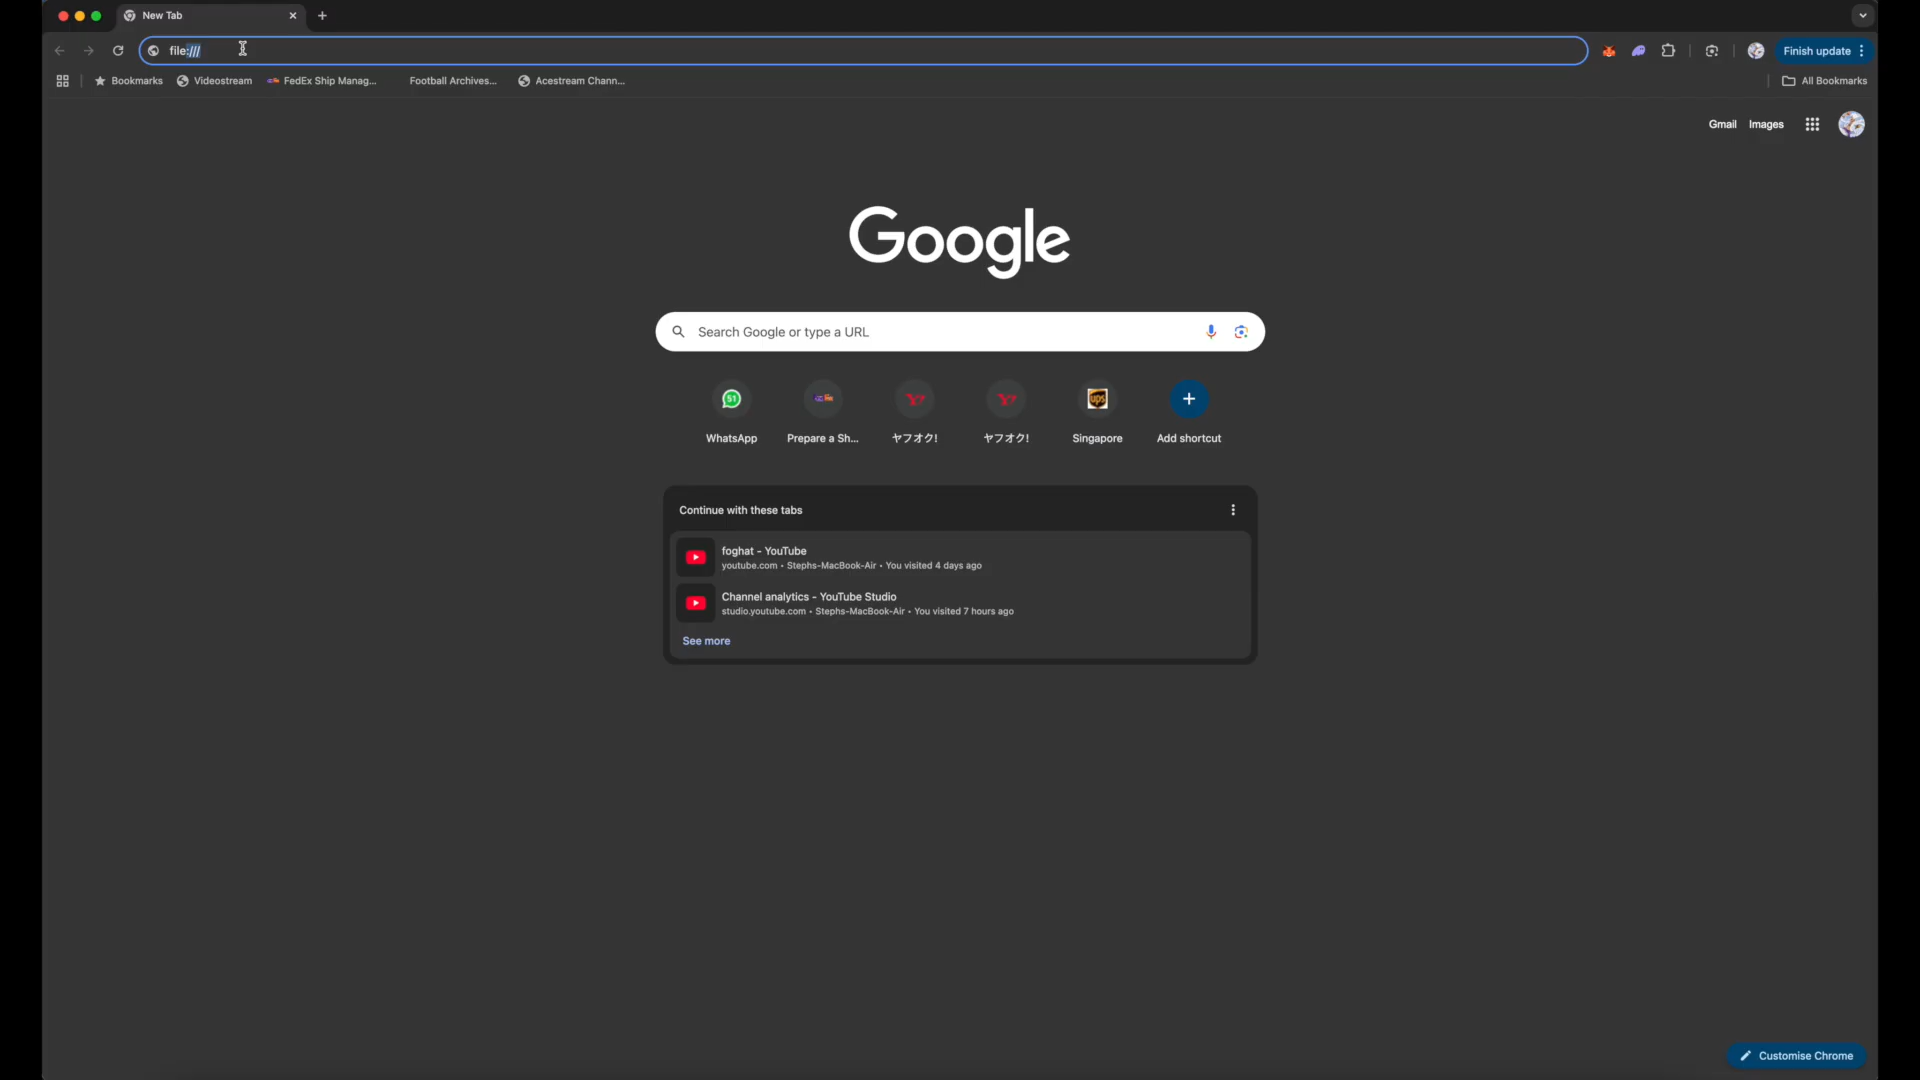 New Tab
file:///
Finish update
Bookmarks
Videostream
FedEx Ship Manag...
Football Archives...
Acestream Chann...
All Bookmarks
Gmail
Images
Google
Search Google or type a URL
51
UPS
WhatsApp
Prepare a Sh...
ヤフオク!
ヤフオク!
Singapore
Add shortcut
Continue with these tabs
foghat - YouTube
youtube.com • Stephs-MacBook-Air • You visited 4 days ago
Channel analytics - YouTube Studio
studio.youtube.com • Stephs-MacBook-Air • You visited 7 hours ago
See more
Customise Chrome